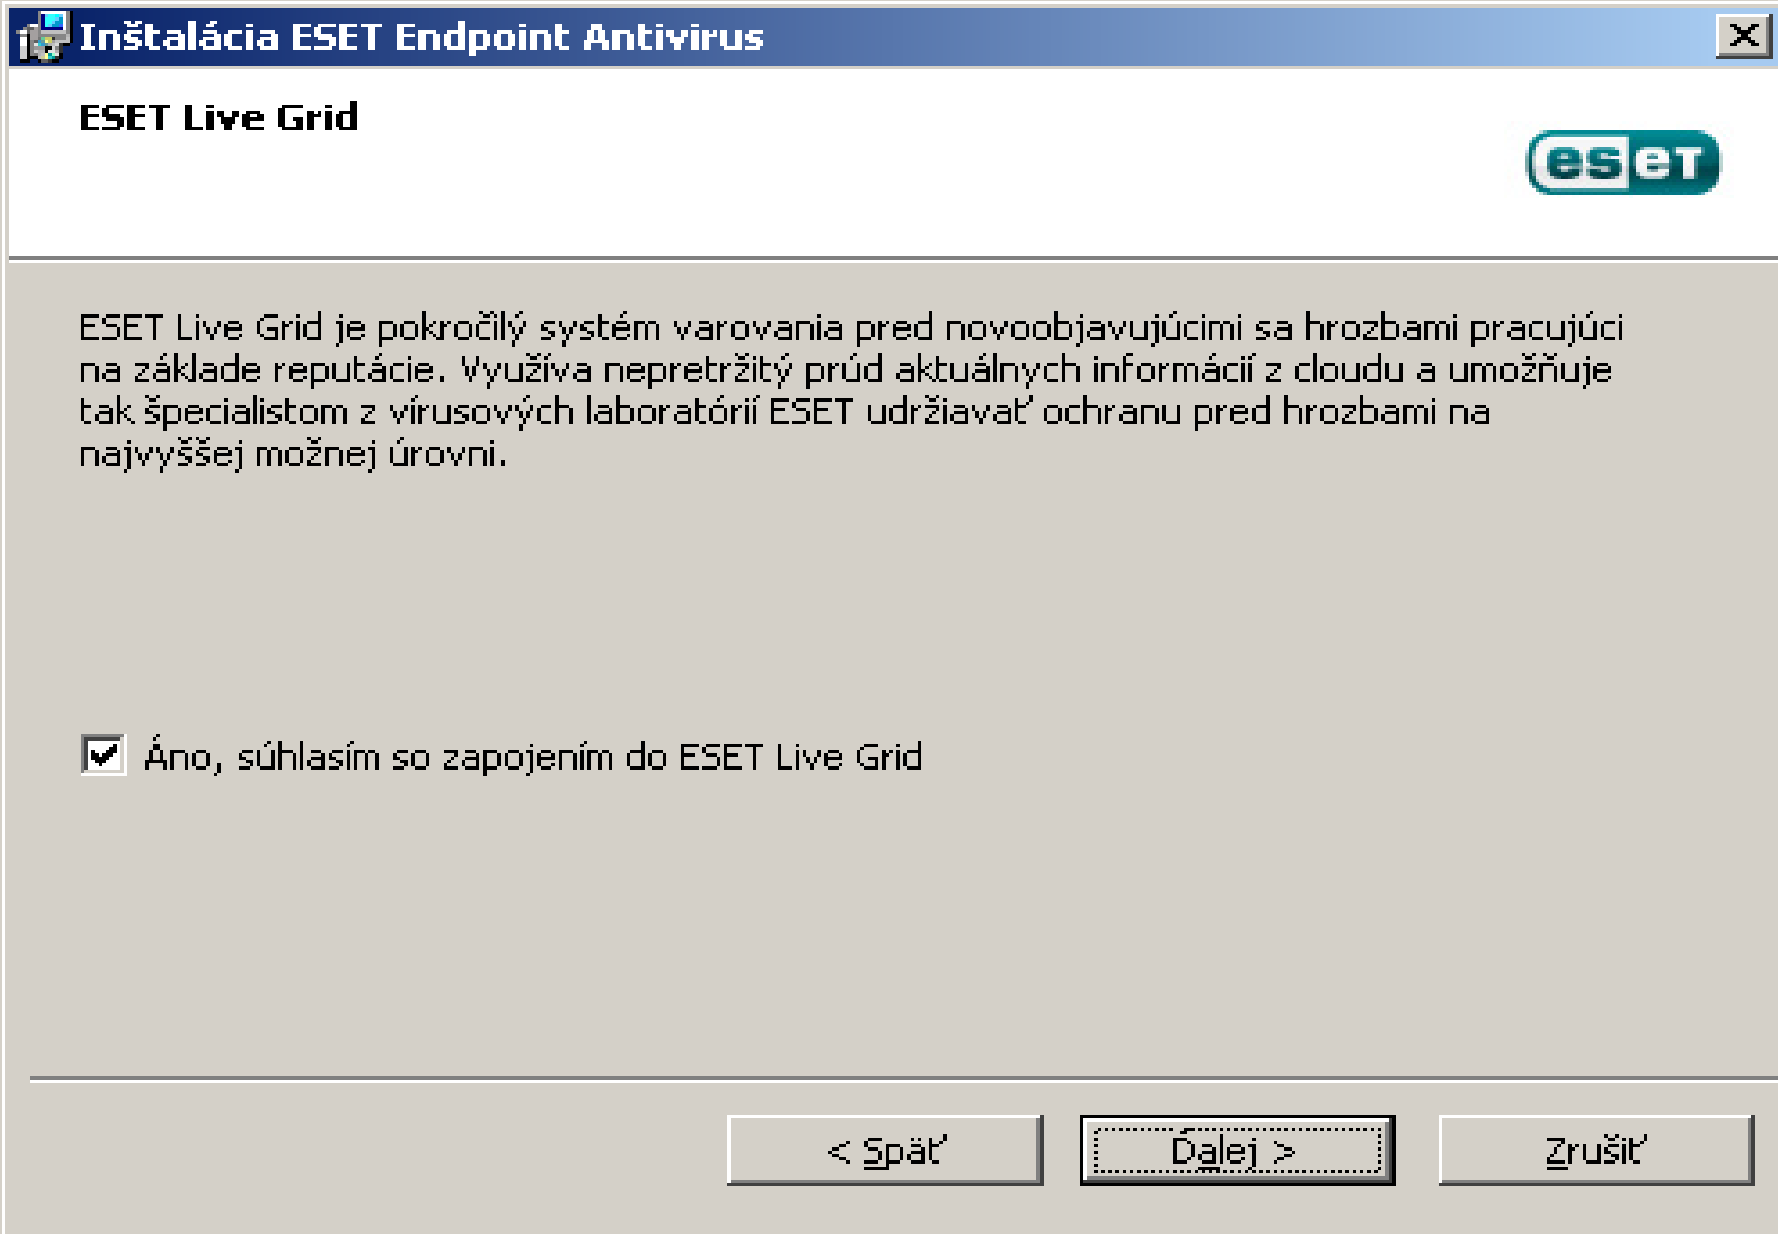 Inštalácia ESET Endpoint Antivirus
ESET Live Grid
eset
ESET Live Grid je pokročilý systém varovania pred novoobjavujúcimi sa hrozbami pracujúci
na základe reputácie. Využíva nepretržitý prúd aktuálnych informácií z cloudu a umožňuje
tak špecialistom z vírusových laboratórií ESET udržiavať ochranu pred hrozbami na
najvyššej možnej úrovni.
Áno, súhlasím so zapojením do ESET Live Grid
< Späť
Ďalej >
Zrušiť